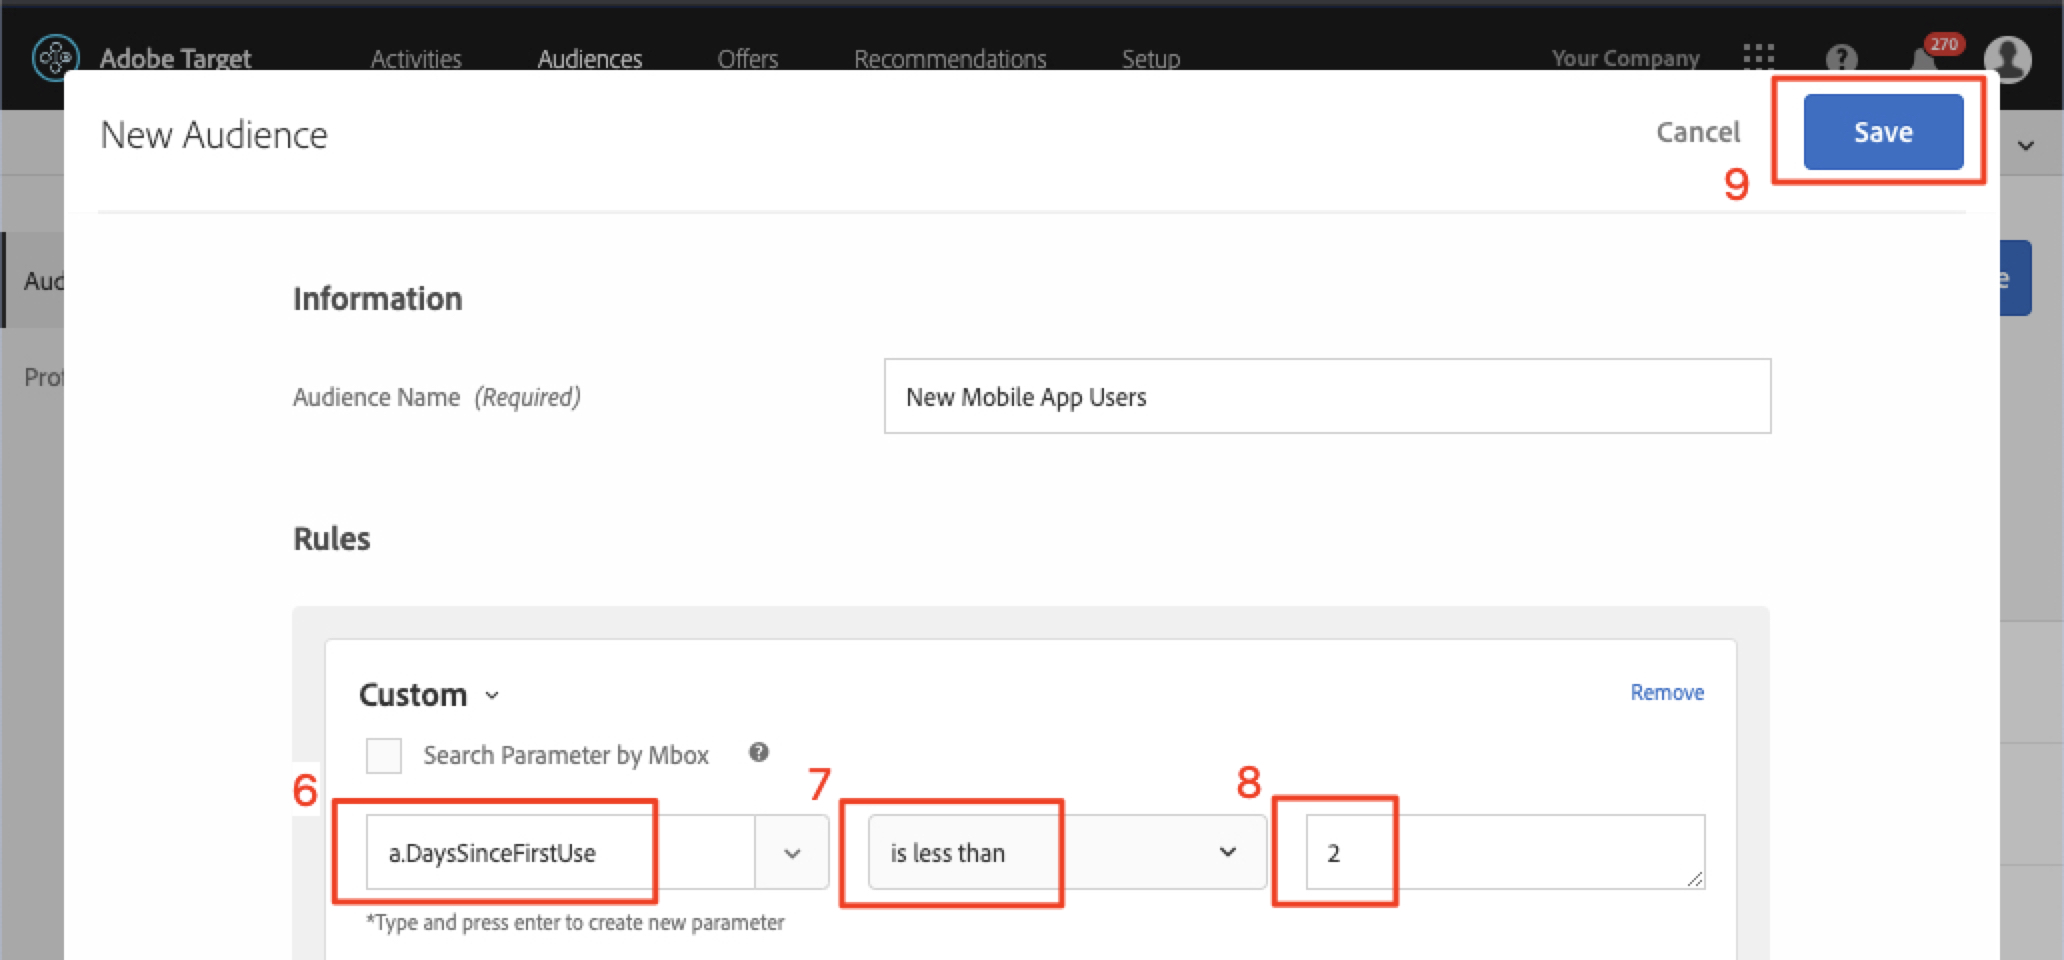 Adobe Target Activities Audiences Offers Recommendations Setup Your Company 270
New Audience Cancel Save
9
Aud
Information
Prof
Audience Name (Required) New Mobile App Users
Rules
Custom Remove
Search Parameter by Mbox
6 7 8
a.DaysSinceFirstUse is less than 2
*Type and press enter to create new parameter